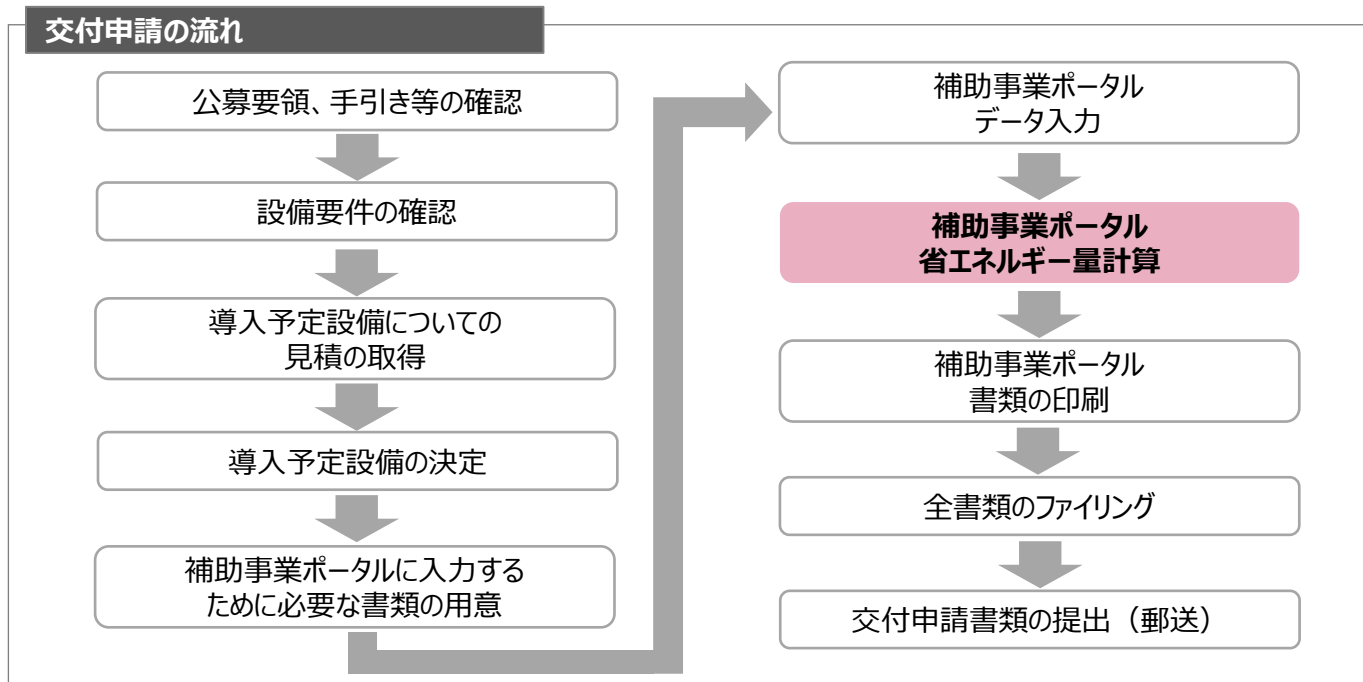 交付申請の流れ
公募要領、手引き等の確認
設備要件の確認
導入予定設備についての
見積の取得
導入予定設備の決定
補助事業ポータルに入力する
ために必要な書類の用意
補助事業ポータル
データ入力
補助事業ポータル
省エネルギー量計算
補助事業ポータル
書類の印刷
全書類のファイリング
交付申請書類の提出（郵送）